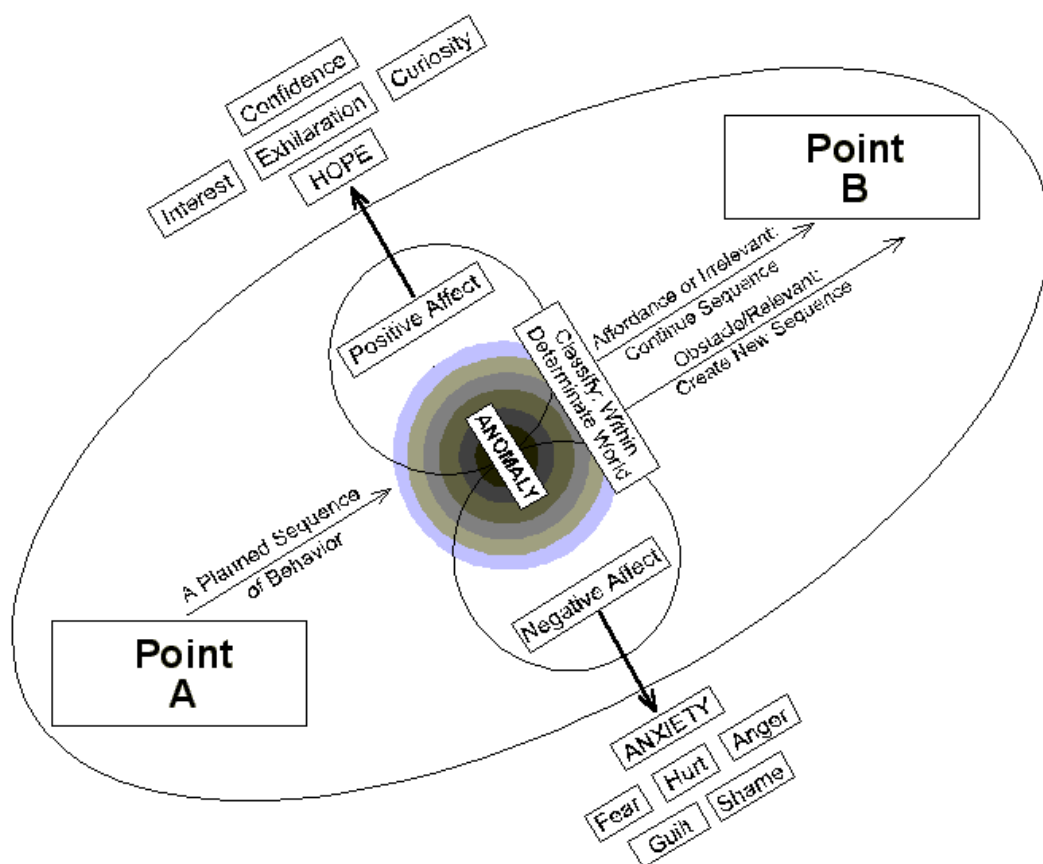 Confidence
Curiosity
Exhilaration
Interest
HOPE
Point
B
Positive Affect
Affordance or Irrelevant:
Continue Sequence
Obstacle/Relevant:
Create New Sequence
Classify: Within
Determinate World
ANOMALY
A Planned Sequence
of Behavior
Negative Affect
Point
A
ANXIETY
Anger
Hurt
Fear
Shame
Guilt